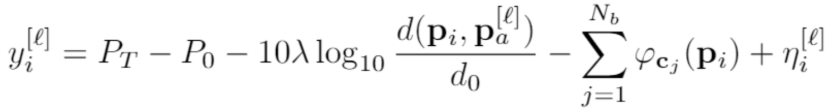 $y_i^{[\ell]} = P_T - P_0 - 10\lambda \log_{10} \frac{d(\mathbf{p}_i, \mathbf{p}_a^{[\ell]})}{d_0} - \sum_{j=1}^{N_b} \varphi_{\mathbf{c}_j}(\mathbf{p}_i) + \eta_i^{[\ell]}$